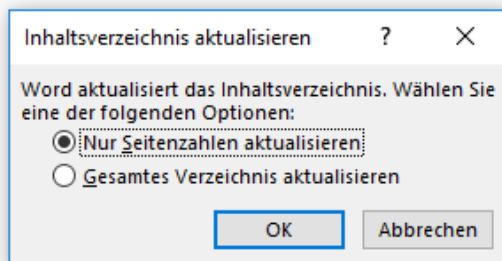 Inhaltsverzeichnis aktualisieren ?
Word aktualisiert das Inhaltsverzeichnis. Wählen Sie
eine der folgenden Optionen:
Nur Seitenzahlen aktualisieren
Gesamtes Verzeichnis aktualisieren
OK Abbrechen